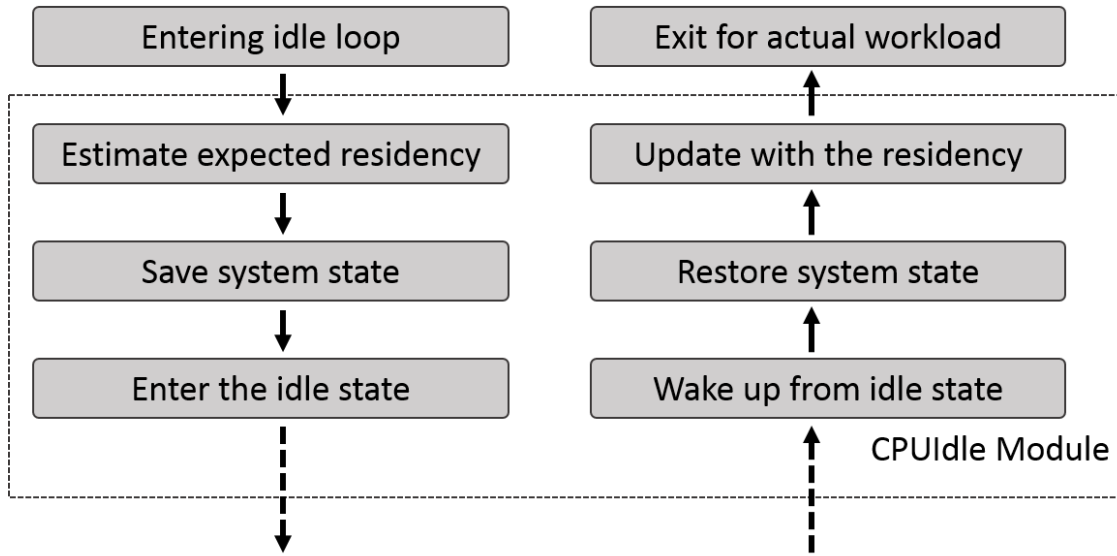 Entering idle loop
Exit for actual workload
Estimate expected residency
Update with the residency
Save system state
Restore system state
Enter the idle state
Wake up from idle state
CPUIdle Module